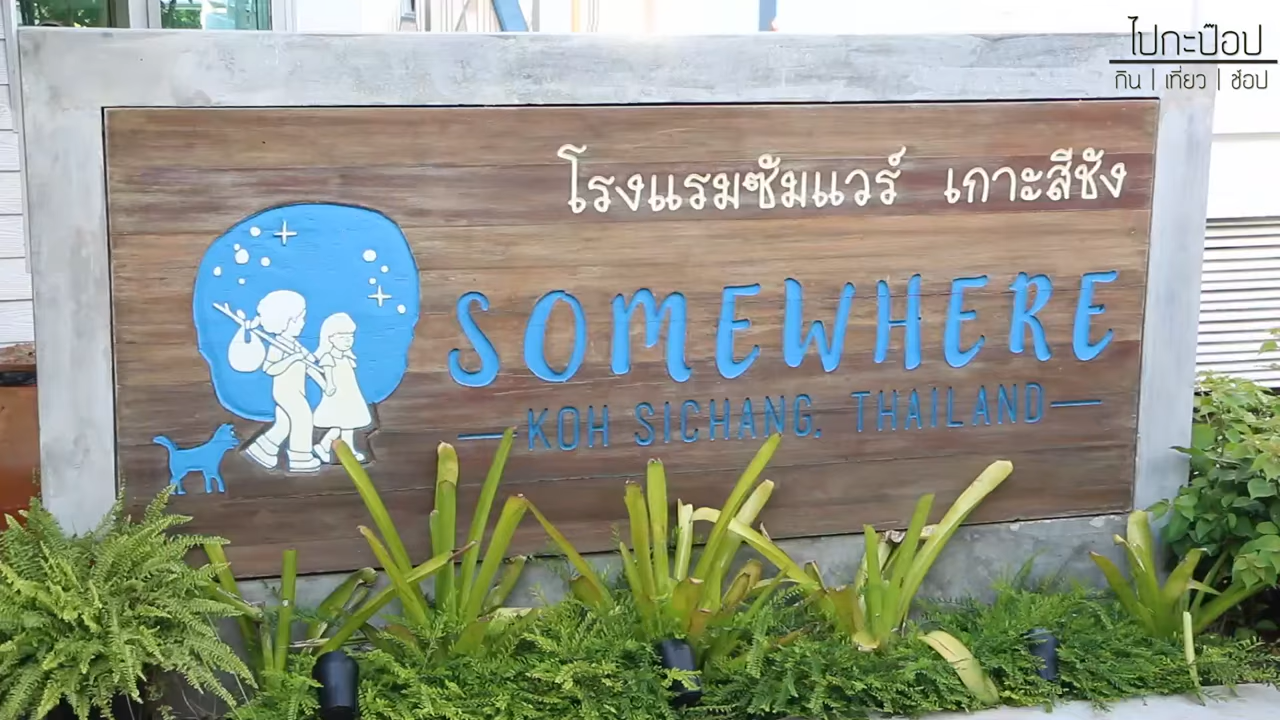 ไปกะป๊อป
กิน | เที่ยว | ช้อป
โรงแรมซัมแวร์ เกาะสีชัง
SOMEWHERE
KOH SICHANG, THAILAND